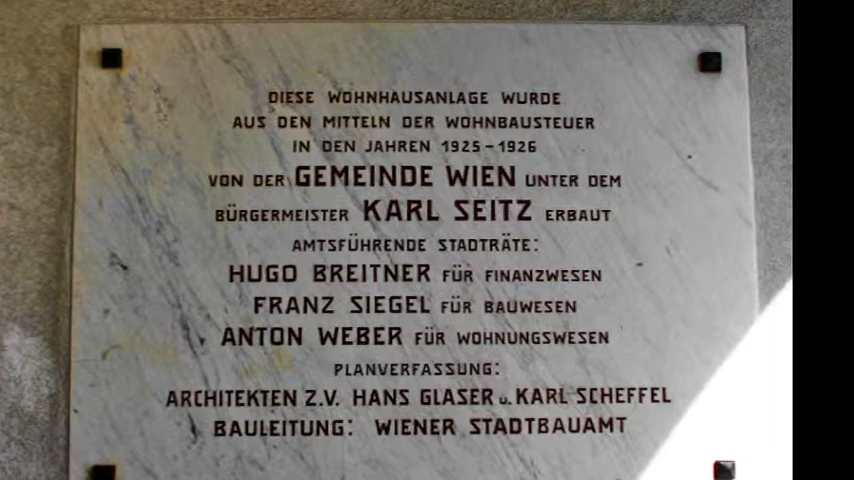 DIESE WOHNHAUSANLAGE WURDE
AUS DEN MITTELN DER WOHNBAUSTEUER
IN DEN JAHREN 1925-1926
VON DER GEMEINDE WIEN UNTER DEM
BÜRGERMEISTER KARL SEITZ ERBAUT
AMTSFÜHRENDE STADTRÄTE:
HUGO BREITNER FÜR FINANZWESEN
FRANZ SIEGEL FÜR BAUWESEN
ANTON WEBER FÜR WOHNUNGSWESEN
PLANVERFASSUNG:
ARCHITEKTEN Z.V. HANS GLASER U. KARL SCHEFFEL
BAULEITUNG: WIENER STADTBAUAMT